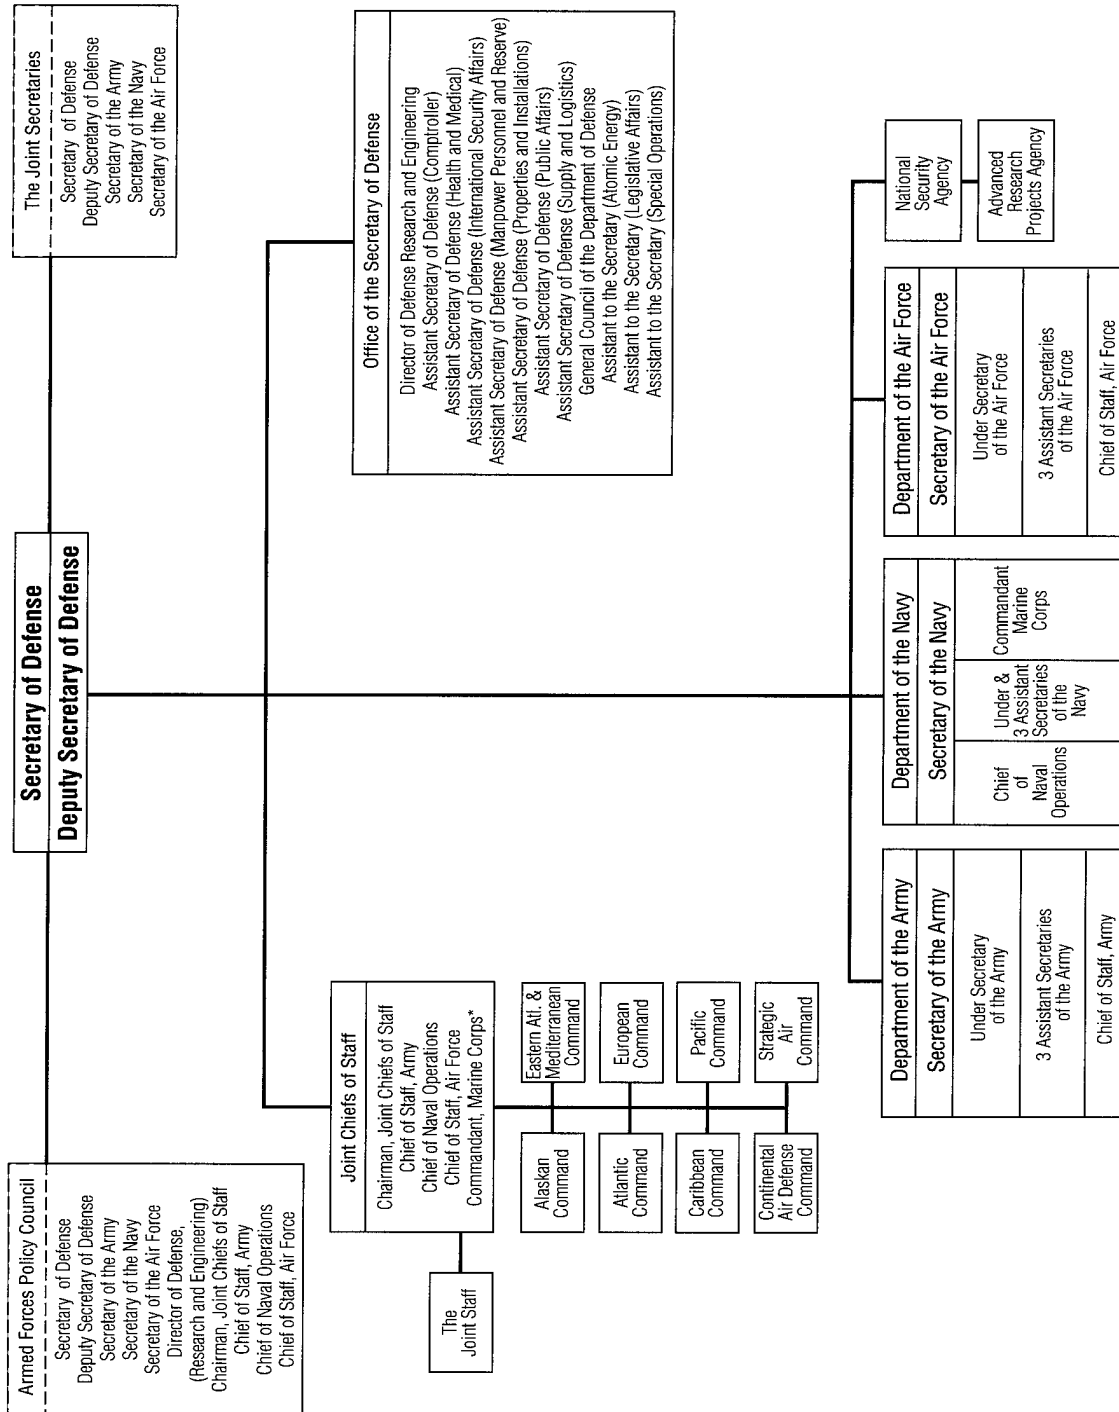 Armed Forces Policy Council
Secretary of Defense
Deputy Secretary of Defense
Secretary of the Army
Secretary of the Navy
Secretary of the Air Force
Director of Defense,
(Research and Engineering)
Chairman, Joint Chiefs of Staff
Chief of Staff, Army
Chief of Naval Operations
Chief of Staff, Air Force
Secretary of Defense
Deputy Secretary of Defense
The Joint Secretaries
Secretary of Defense
Deputy Secretary of Defense
Secretary of the Army
Secretary of the Navy
Secretary of the Air Force
Joint Chiefs of Staff
Chairman, Joint Chiefs of Staff
Chief of Staff, Army
Chief of Naval Operations
Chief of Staff, Air Force
Commandant, Marine Corps*
The
Joint Staff
Alaskan
Command
Eastern Atl. &
Mediterranean
Command
Atlantic
Command
European
Command
Caribbean
Command
Pacific
Command
Continental
Air Defense
Command
Strategic
Air
Command
Office of the Secretary of Defense
Director of Defense Research and Engineering
Assistant Secretary of Defense (Comptroller)
Assistant Secretary of Defense (Health and Medical)
Assistant Secretary of Defense (International Security Affairs)
Assistant Secretary of Defense (Manpower Personnel and Reserve)
Assistant Secretary of Defense (Properties and Installations)
Assistant Secretary of Defense (Public Affairs)
Assistant Secretary of Defense (Supply and Logistics)
General Council of the Department of Defense
Assistant to the Secretary (Atomic Energy)
Assistant to the Secretary (Legislative Affairs)
Assistant to the Secretary (Special Operations)
Department of the Army
Secretary of the Army
Under Secretary
of the Army
3 Assistant Secretaries
of the Army
Chief of Staff, Army
Department of the Navy
Secretary of the Navy
Chief
of
Naval
Operations
Under &
3 Assistant
Secretaries
of the
Navy
Commandant
Marine
Corps
Department of the Air Force
Secretary of the Air Force
Under Secretary
of the Air Force
3 Assistant Secretaries
of the Air Force
Chief of Staff, Air Force
National
Security
Agency
Advanced
Research
Projects Agency